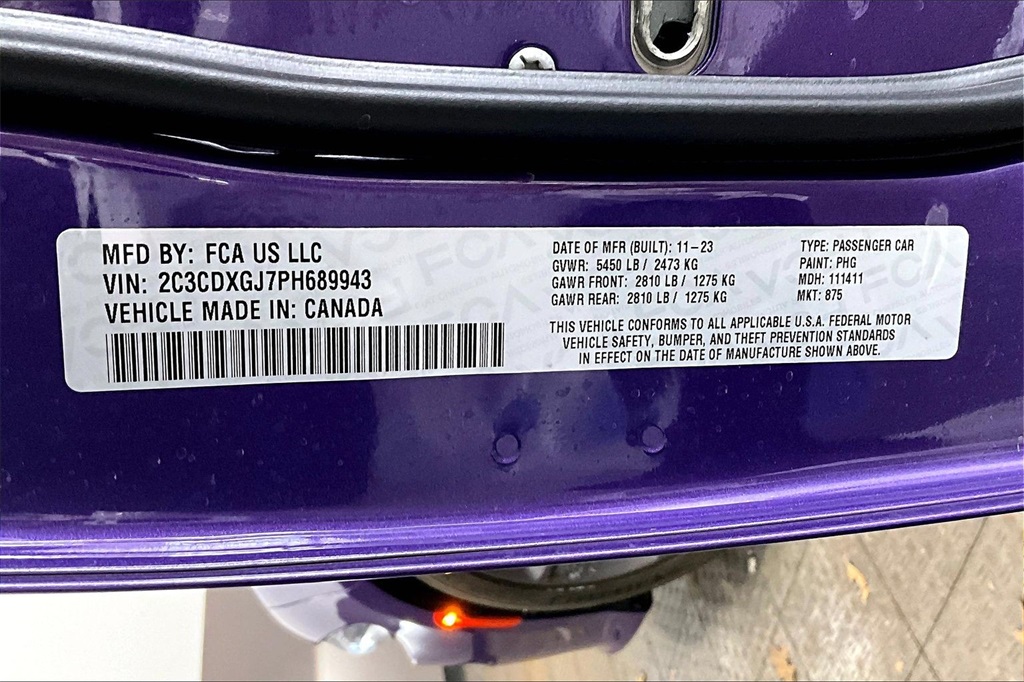 MFD BY: FCA US LLC
VIN: 2C3CDXGJ7PH689943
VEHICLE MADE IN: CANADA
DATE OF MFR (BUILT): 11-23
GVWR: 5450 LB / 2473 KG
GAWR FRONT: 2810 LB / 1275 KG
GAWR REAR: 2810 LB / 1275 KG
TYPE: PASSENGER CAR
PAINT: PHG
MDH: 111411
MKT: 875
THIS VEHICLE CONFORMS TO ALL APPLICABLE U.S.A. FEDERAL MOTOR
VEHICLE SAFETY, BUMPER, AND THEFT PREVENTION STANDARDS
IN EFFECT ON THE DATE OF MANUFACTURE SHOWN ABOVE.